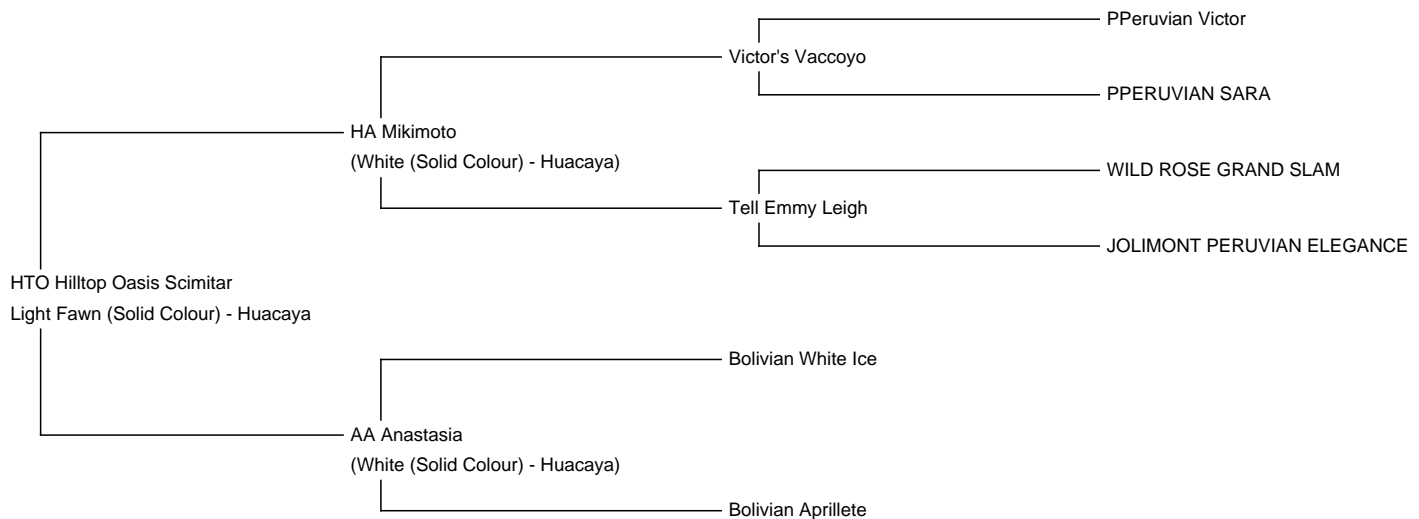 PPeruvian Victor
Victor's Vaccoyo
PPERUVIAN SARA
HA Mikimoto
(White (Solid Colour) - Huacaya)
WILD ROSE GRAND SLAM
Tell Emmy Leigh
JOLIMONT PERUVIAN ELEGANCE
HTO Hilltop Oasis Scimitar
Light Fawn (Solid Colour) - Huacaya
Bolivian White Ice
AA Anastasia
(White (Solid Colour) - Huacaya)
Bolivian Aprillete